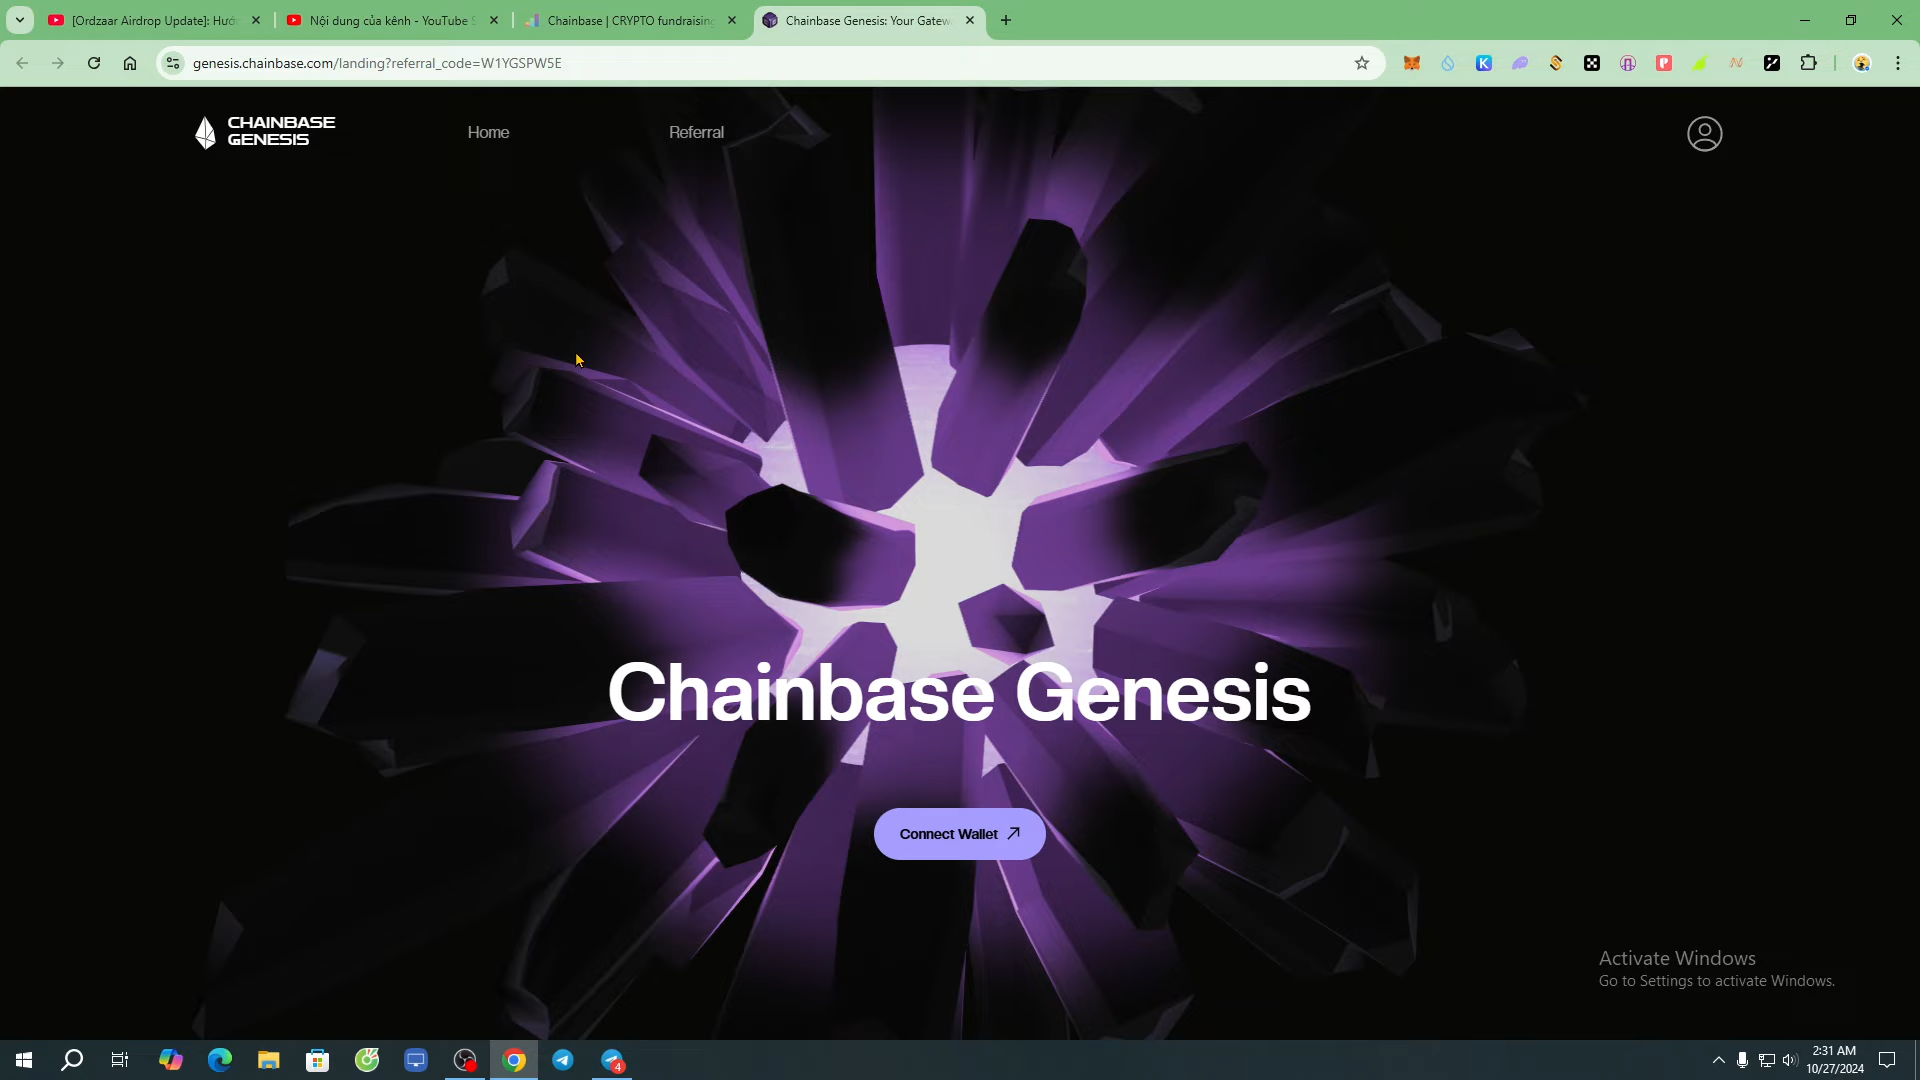 [Ordzaar Airdrop Update]: Hướ
Nội dung của kênh - YouTube S
Chainbase | CRYPTO fundraising
Chainbase Genesis: Your Gatew
genesis.chainbase.com/landing?referral_code=W1YGSPW5E
CHAINBASE
GENESIS
Home
Referral
Chainbase Genesis
Connect Wallet
Activate Windows
Go to Settings to activate Windows.
4
2:31 AM
10/27/2024